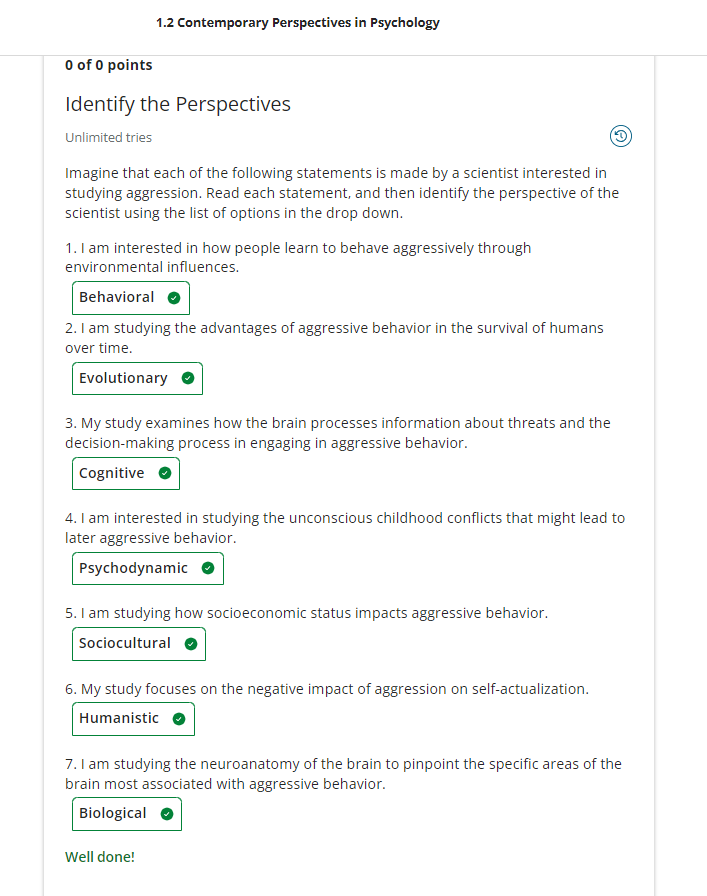 1.2 Contemporary Perspectives in Psychology
0 of 0 points
Identify the Perspectives
Unlimited tries
Imagine that each of the following statements is made by a scientist interested in
studying aggression. Read each statement, and then identify the perspective of the
scientist using the list of options in the drop down.
1. I am interested in how people learn to behave aggressively through
environmental influences.
Behavioral
2. I am studying the advantages of aggressive behavior in the survival of humans
over time.
Evolutionary
3. My study examines how the brain processes information about threats and the
decision-making process in engaging in aggressive behavior.
Cognitive
4. I am interested in studying the unconscious childhood conflicts that might lead to
later aggressive behavior.
Psychodynamic
5. I am studying how socioeconomic status impacts aggressive behavior.
Sociocultural
6. My study focuses on the negative impact of aggression on self-actualization.
Humanistic
7. I am studying the neuroanatomy of the brain to pinpoint the specific areas of the
brain most associated with aggressive behavior.
Biological
Well done!